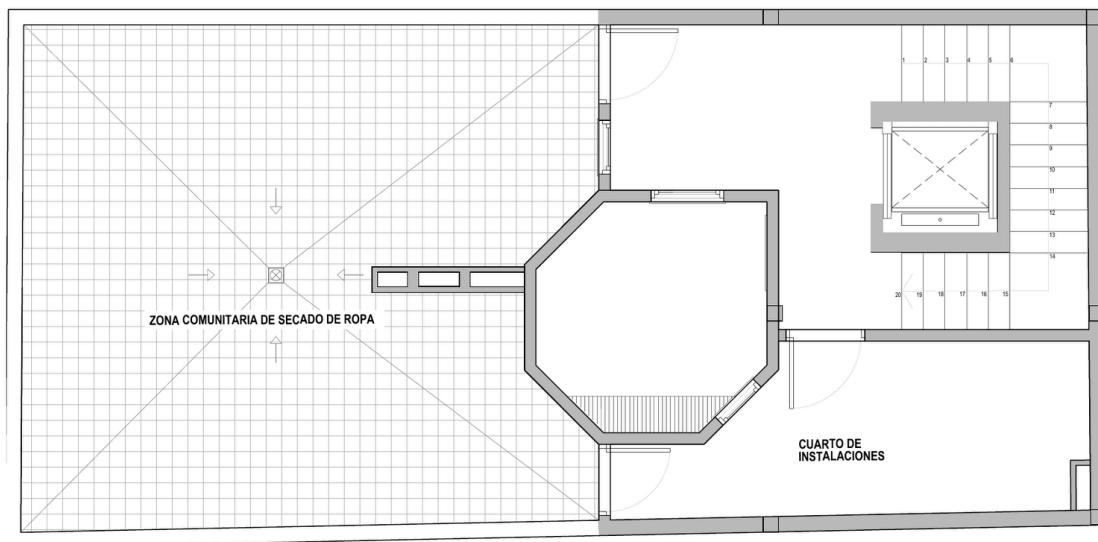 1 2 3 4 5 6
7
8
9
10
11
12
13
14
20 19 18 17 16 15
ZONA COMUNITARIA DE SECADO DE ROPA
CUARTO DE
INSTALACIONES